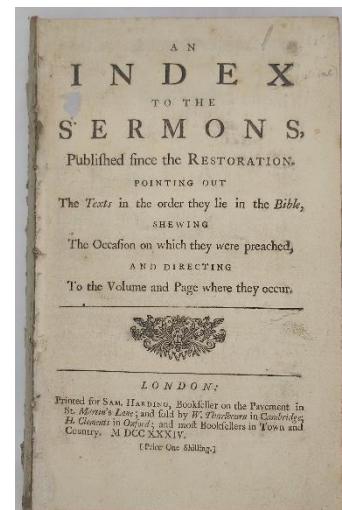 AN
INDEX
TO THE
SERMONS,
Publiſhed ſince the RESTORATION.
POINTING OUT
The Texts in the order they lie in the Bible,
SHEWING
The Occaſion on which they were preached,
AND DIRECTING
To the Volume and Page where they occur.
LONDON:
Printed for SAM. HARDING, Bookſeller on the Pavement in
St. Martin's Lane; and ſold by W. Thurlbourn in Cambridge;
H. Clements in Oxford; and moſt Bookſellers in Town and
Country. M DCC XXXIV.
[Price One Shilling.]